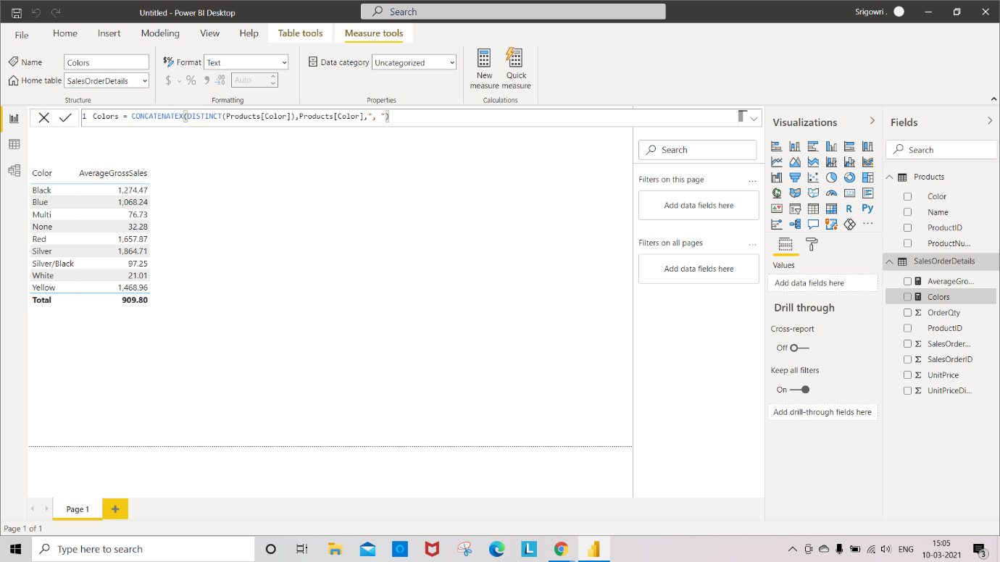 Untitled - Power BI Desktop
Search
Srigowri .
File
Home
Insert
Modeling
View
Help
Table tools
Measure tools
Name
Colors
Home table
SalesOrderDetails
Structure
$% Format
Text
$
%
9
.00
Auto
Formatting
Data category
Uncategorized
Properties
New measure
Quick measure
Calculations
1 Colors = CONCATENATEX(DISTINCT(Products[Color]),Products[Color],", ")
Color AverageGrossSales
Black 1,274.47
Blue 1,068.24
Multi 76.73
None 32.28
Red 1,657.87
Silver 1,864.71
Silver/Black 97.25
White 21.01
Yellow 1,468.96
Total 909.80
Search
Filters on this page ...
Add data fields here
Filters on all pages ...
Add data fields here
Visualizations
123
R
Py
...
Values
Add data fields here
Drill through
Cross-report
Off
Keep all filters
On
Add drill-through fields here
Fields
Search
Products
Color
Name
ProductID
ProductNu...
SalesOrderDetails
AverageGro...
Colors
Σ OrderQty
ProductID
Σ SalesOrder...
Σ SalesOrderID
Σ UnitPrice
Σ UnitPriceDi...
Page 1
+
Page 1 of 1
Type here to search
L
ENG
15:05
10-03-2021
3